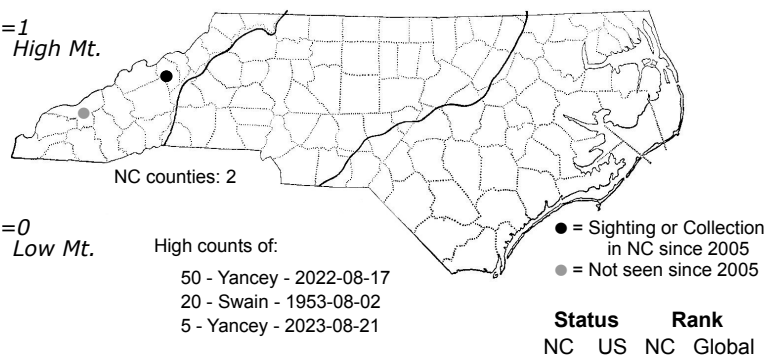 =1
High Mt.
NC counties: 2
=0
Low Mt.
High counts of:
50 - Yancey - 2022-08-17
20 - Swain - 1953-08-02
5 - Yancey - 2023-08-21
● = Sighting or Collection
in NC since 2005
● = Not seen since 2005
Status Rank
NC US NC Global